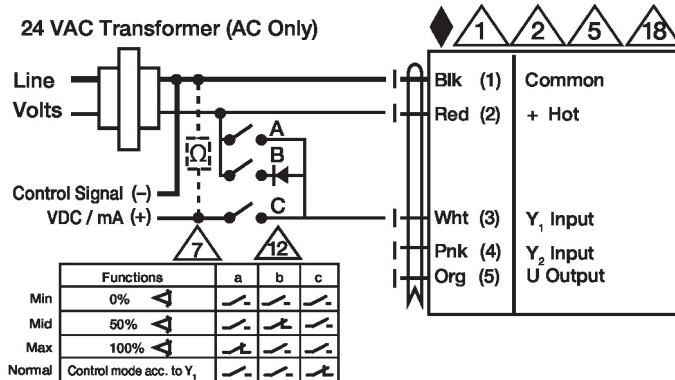 24 VAC Transformer (AC Only)
1 2 5 18
Line
Volts
Blk (1) Common
Red (2) + Hot
A
B
Ω
Control Signal (–)
VDC / mA (+)
C
Wht (3) Y1 Input
Pnk (4) Y2 Input
Org (5) U Output
7 12
Functions a b c
Min 0%
Mid 50%
Max 100%
Normal Control mode acc. to Y1